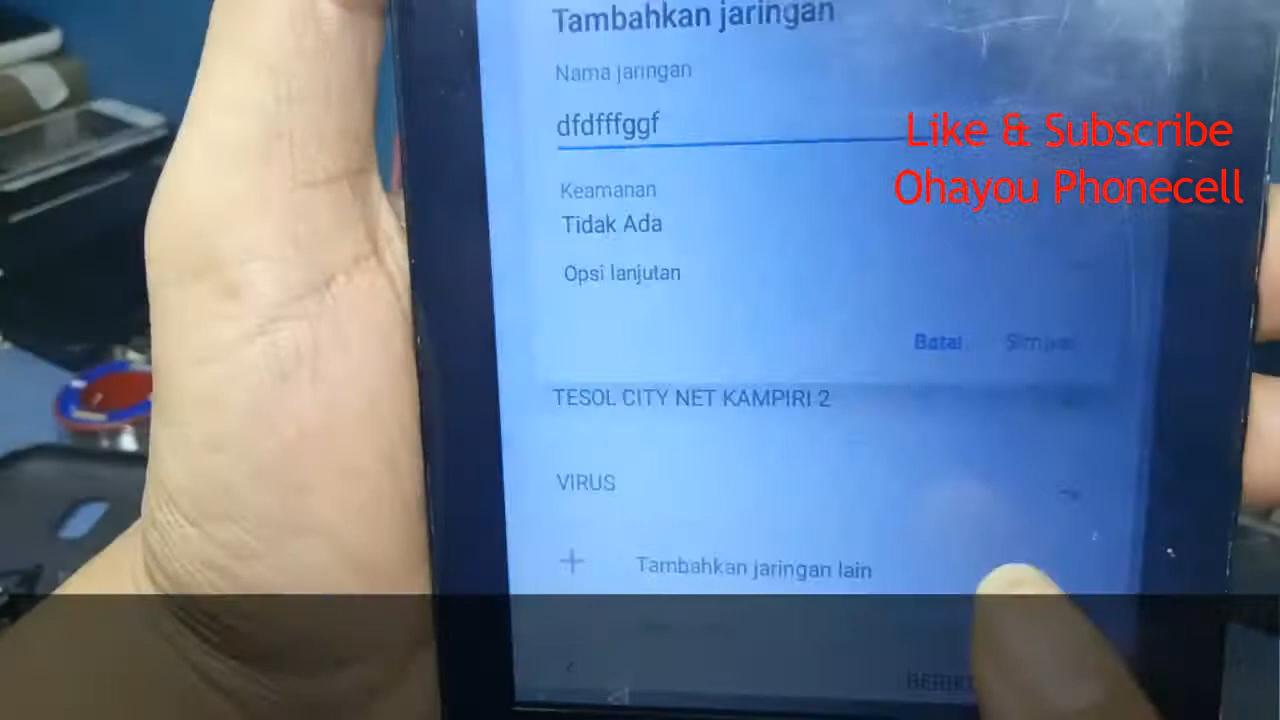 Tambahkan jaringan
Nama jaringan
dfdfffggf
Like & Subscribe
Ohayou Phonecell
Keamanan
Tidak Ada
Opsi lanjutan
Batal
Simpan
TESOL CITY NET KAMPIRI 2
VIRUS
Tambahkan jaringan lain